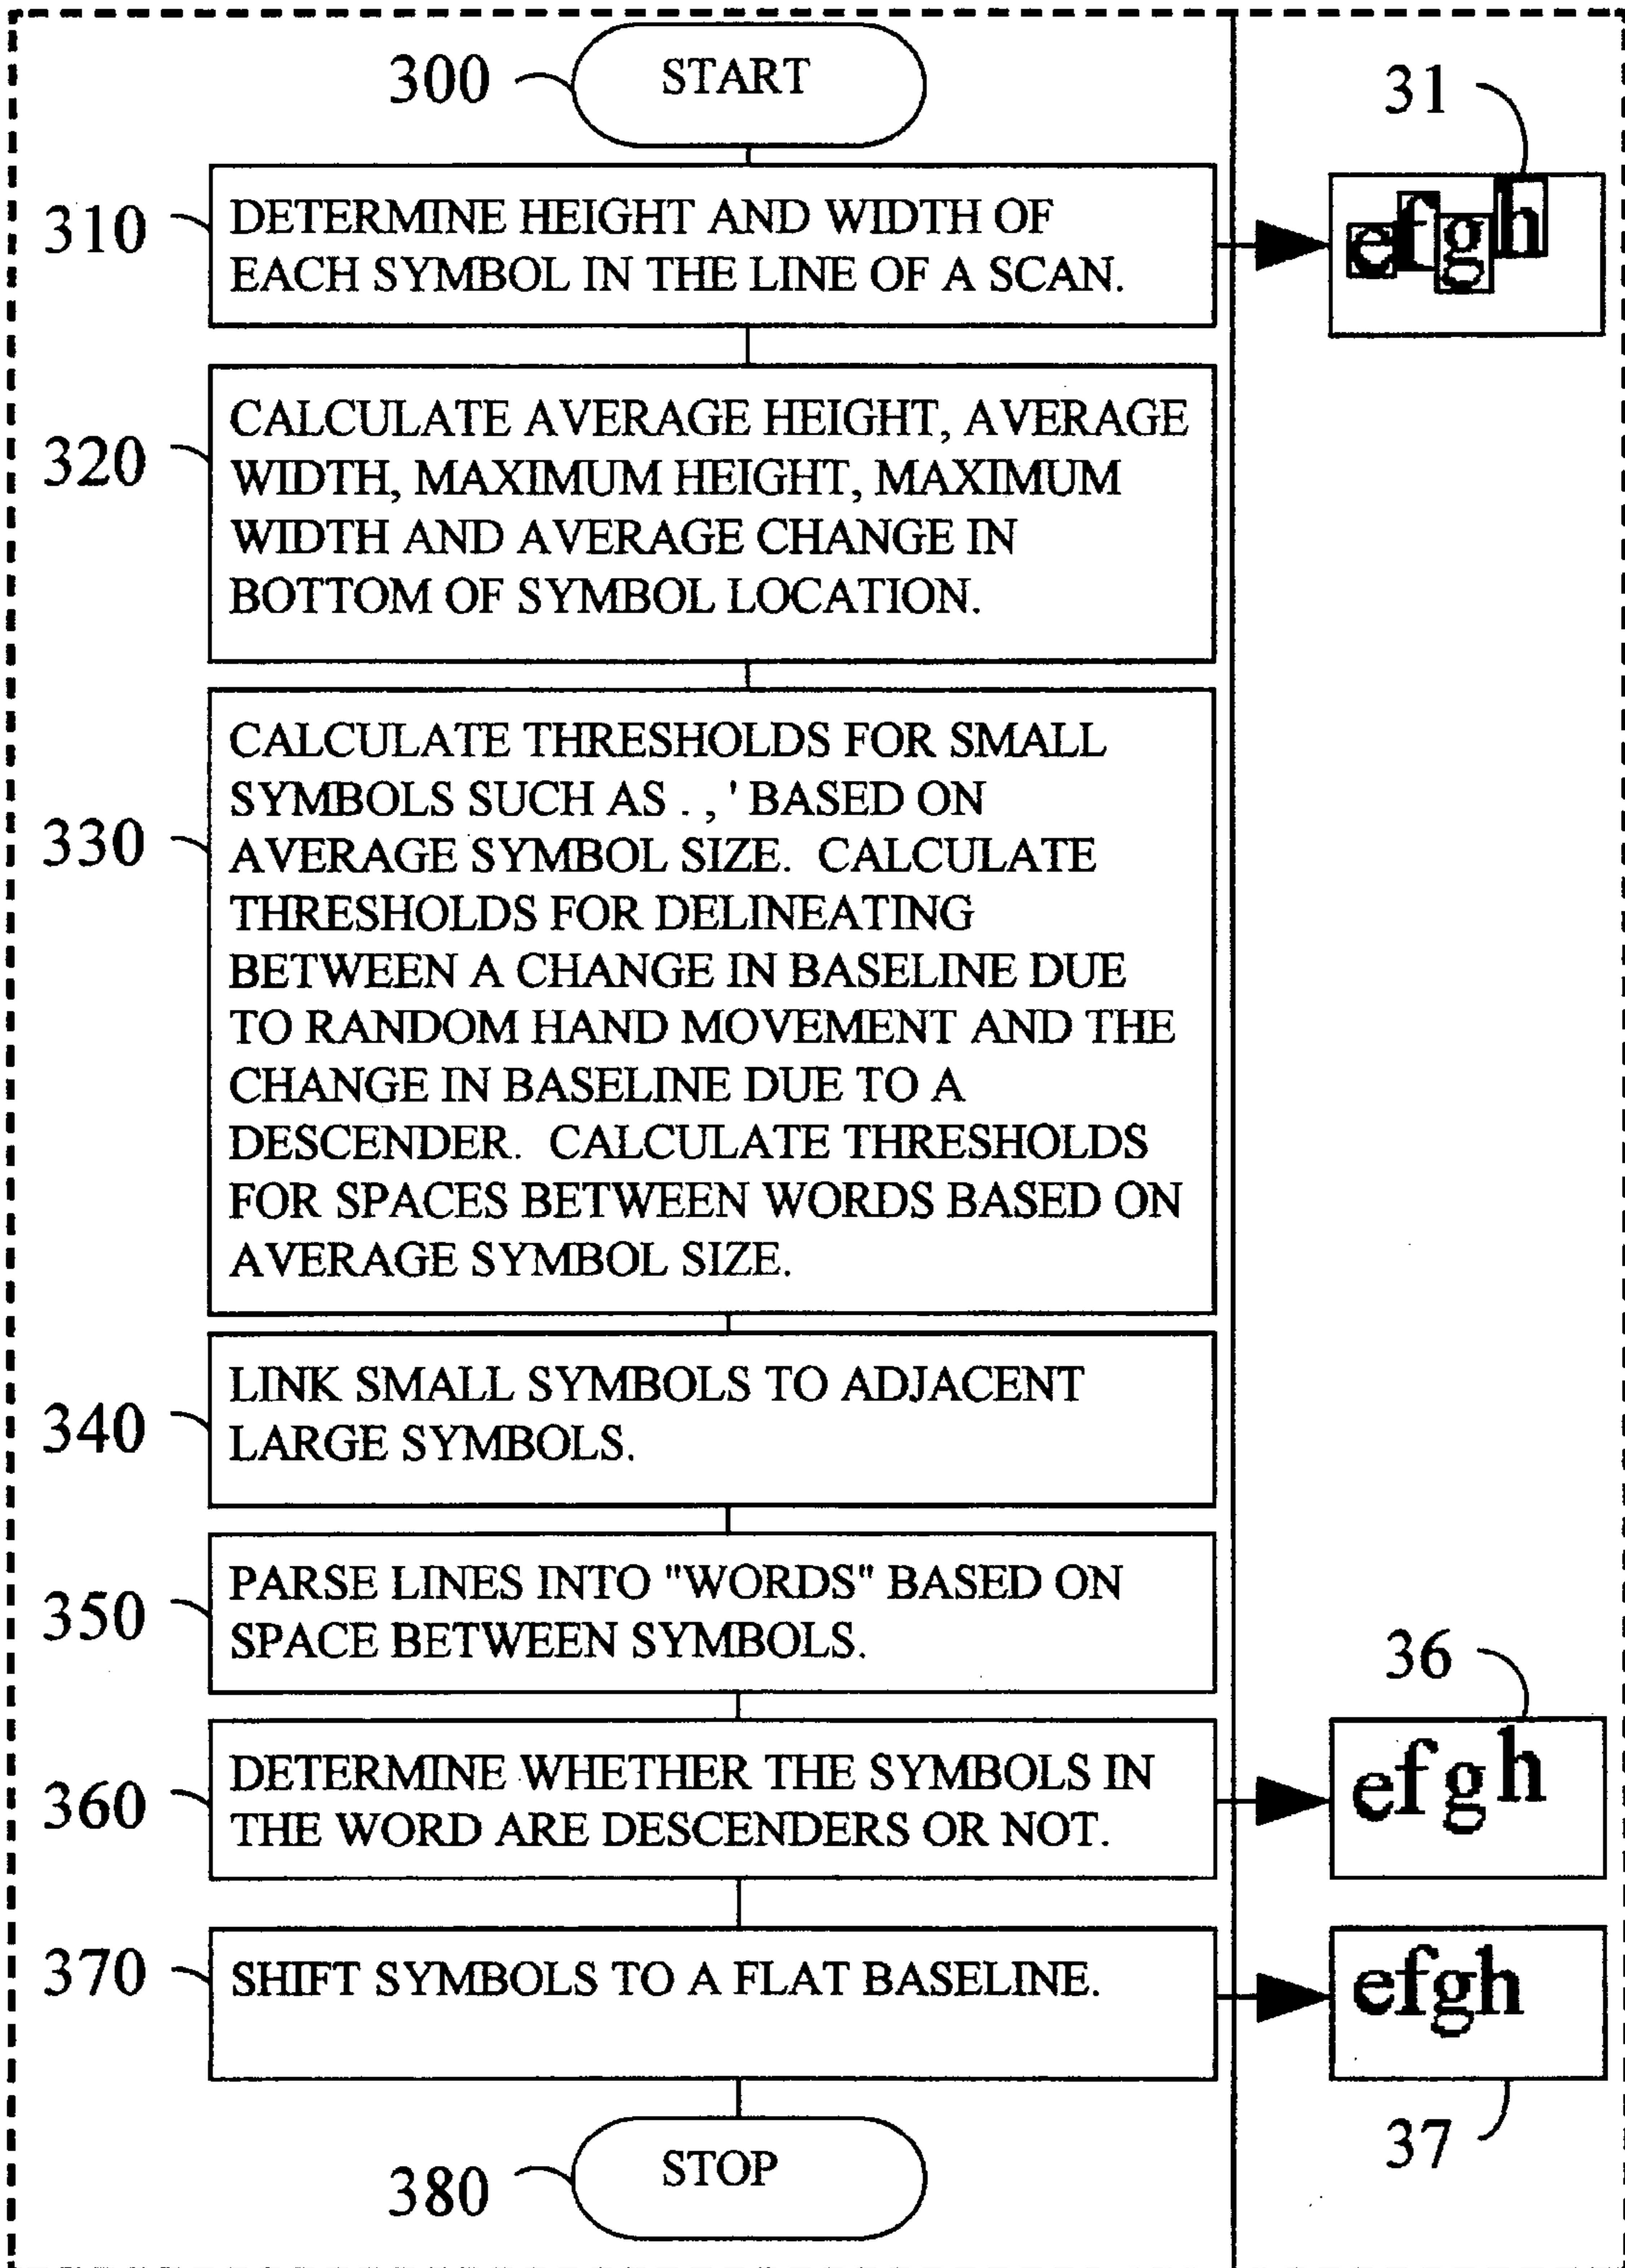 300
START
31
310
DETERMINE HEIGHT AND WIDTH OF
EACH SYMBOL IN THE LINE OF A SCAN.
efgh
320
CALCULATE AVERAGE HEIGHT, AVERAGE
WIDTH, MAXIMUM HEIGHT, MAXIMUM
WIDTH AND AVERAGE CHANGE IN
BOTTOM OF SYMBOL LOCATION.
330
CALCULATE THRESHOLDS FOR SMALL
SYMBOLS SUCH AS . , ' BASED ON
AVERAGE SYMBOL SIZE. CALCULATE
THRESHOLDS FOR DELINEATING
BETWEEN A CHANGE IN BASELINE DUE
TO RANDOM HAND MOVEMENT AND THE
CHANGE IN BASELINE DUE TO A
DESCENDER. CALCULATE THRESHOLDS
FOR SPACES BETWEEN WORDS BASED ON
AVERAGE SYMBOL SIZE.
340
LINK SMALL SYMBOLS TO ADJACENT
LARGE SYMBOLS.
350
PARSE LINES INTO "WORDS" BASED ON
SPACE BETWEEN SYMBOLS.
36
360
DETERMINE WHETHER THE SYMBOLS IN
THE WORD ARE DESCENDERS OR NOT.
efgh
370
SHIFT SYMBOLS TO A FLAT BASELINE.
efgh
37
380
STOP